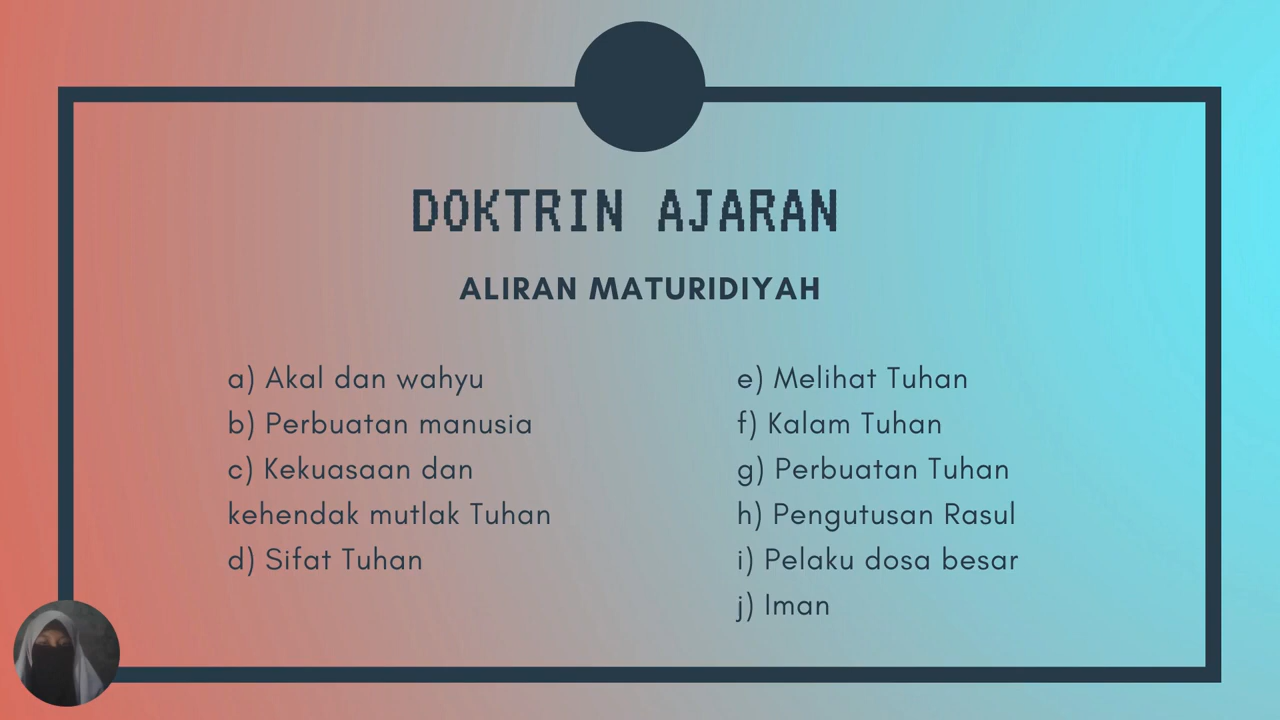 DOKTRIN AJARAN
ALIRAN MATURIDIYAH
a) Akal dan wahyu
b) Perbuatan manusia
c) Kekuasaan dan
kehendak mutlak Tuhan
d) Sifat Tuhan
e) Melihat Tuhan
f) Kalam Tuhan
g) Perbuatan Tuhan
h) Pengutusan Rasul
i) Pelaku dosa besar
j) Iman